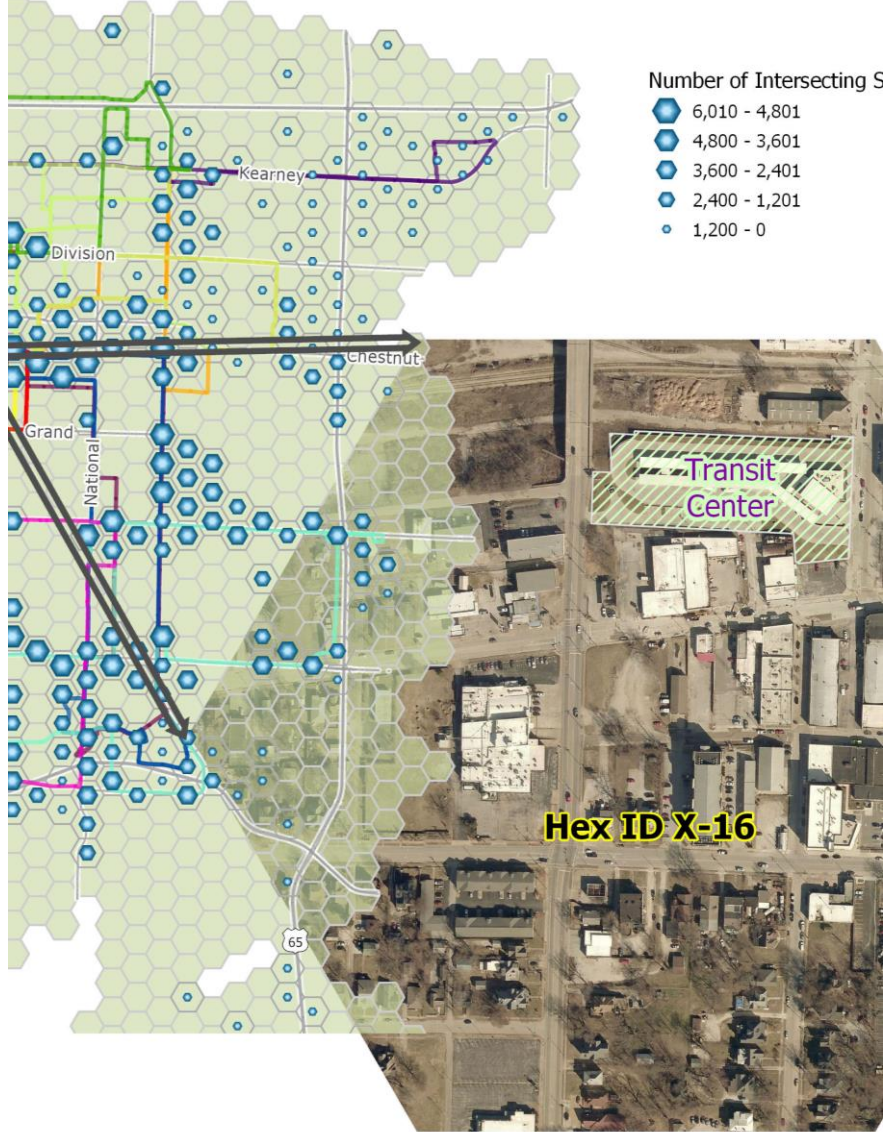 Number of Intersecting S
6,010 - 4,801
4,800 - 3,601
3,600 - 2,401
2,400 - 1,201
1,200 - 0
Kearney
Division
Chestnut
Grand
National
Transit
Center
Hex ID X-16
65